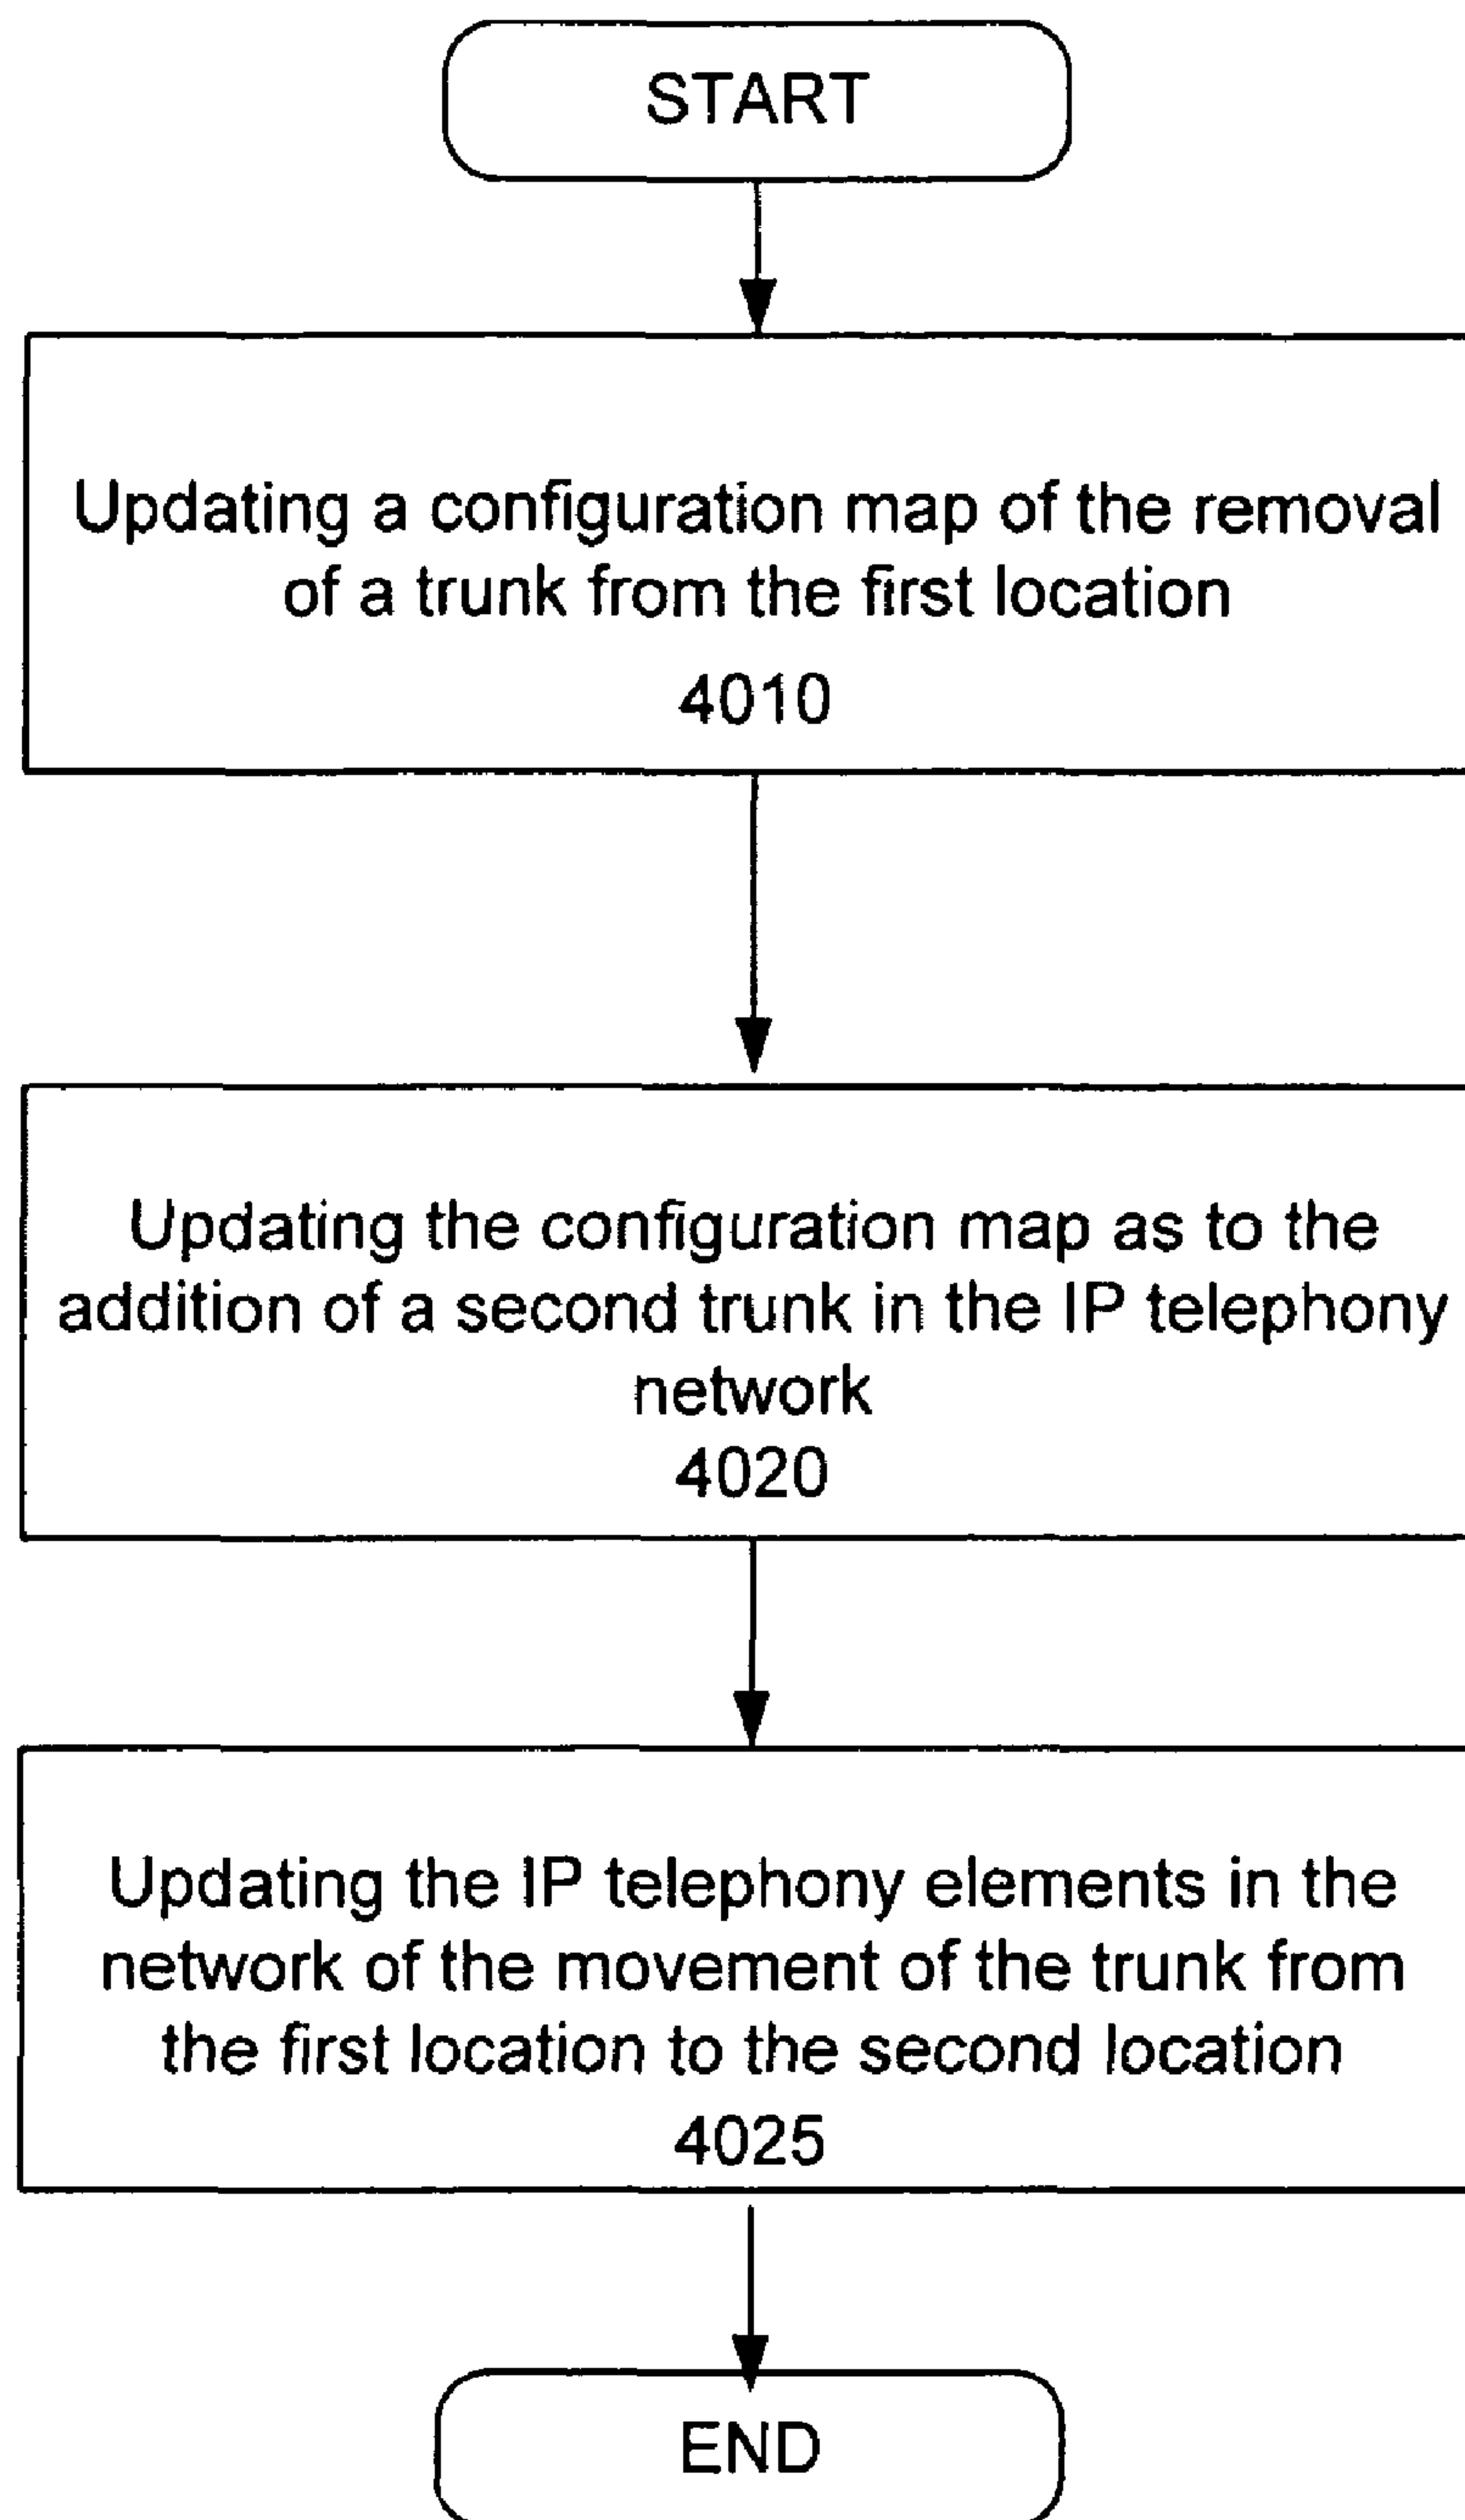 START
Updating a configuration map of the removal
of a trunk from the first location
4010
Updating the configuration map as to the
addition of a second trunk in the IP telephony
network
4020
Updating the IP telephony elements in the
network of the movement of the trunk from
the first location to the second location
4025
END